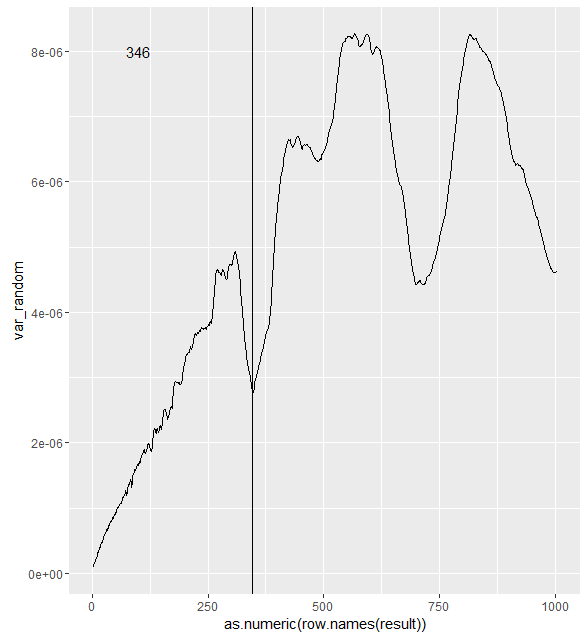 346
8e-06
6e-06
4e-06
2e-06
0e+00
var_random
0 250 500 750 1000
as.numeric(row.names(result))